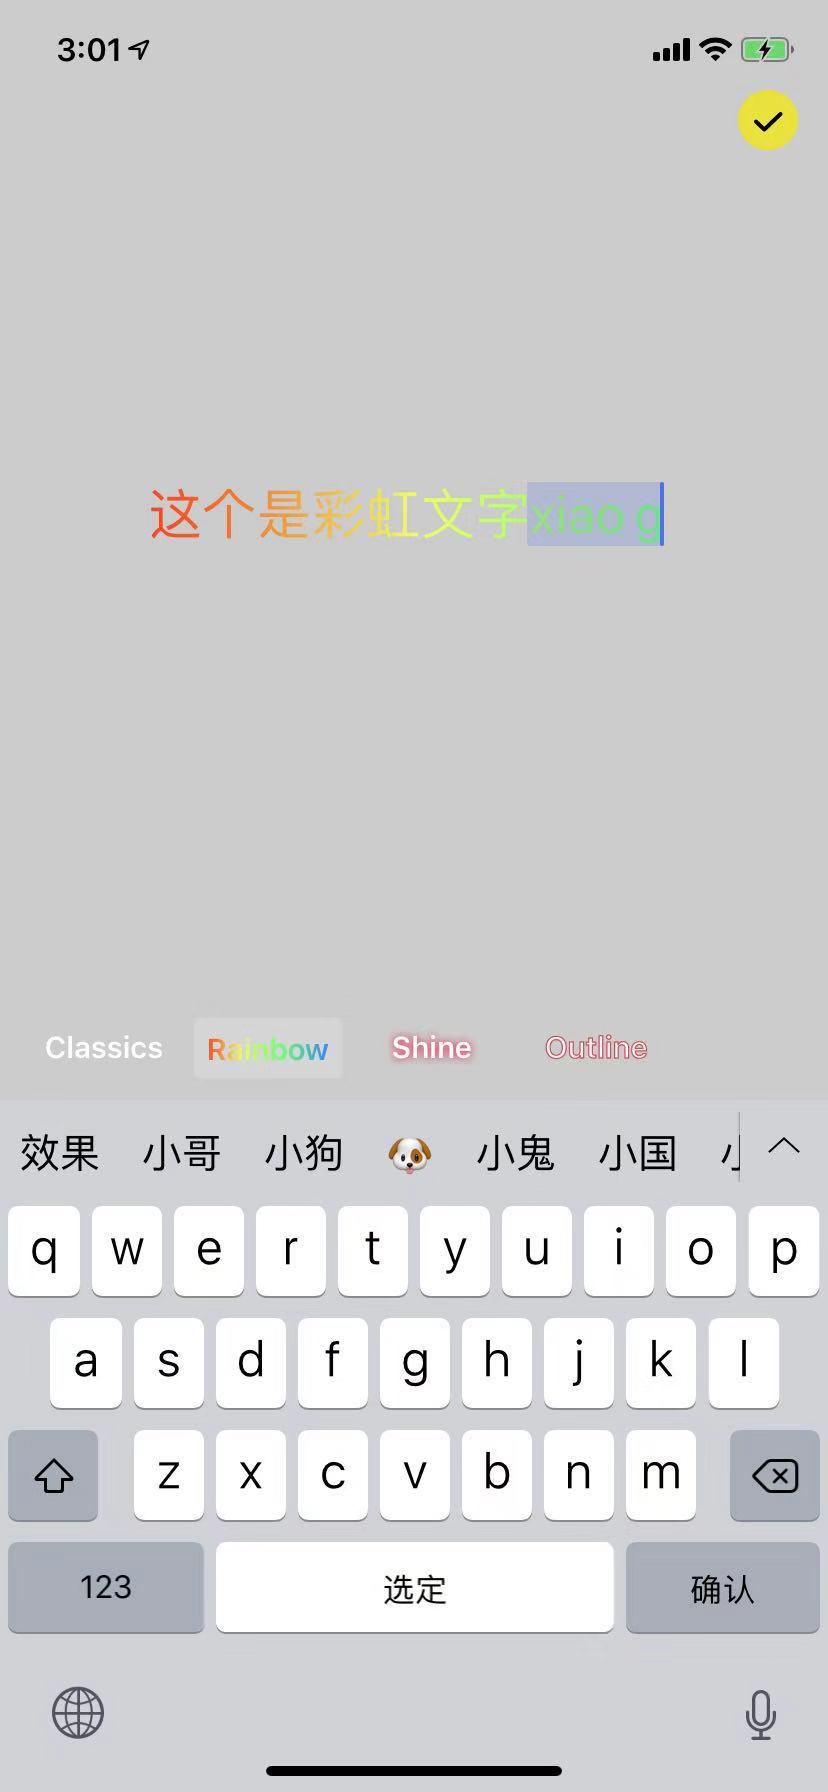 3:01
这个是彩虹文字xiao g
Classics Rainbow Shine Outline
效果 小哥 小狗 🐶 小鬼 小国
q w e r t y u i o p
a s d f g h j k l
z x c v b n m
123 选定 确认